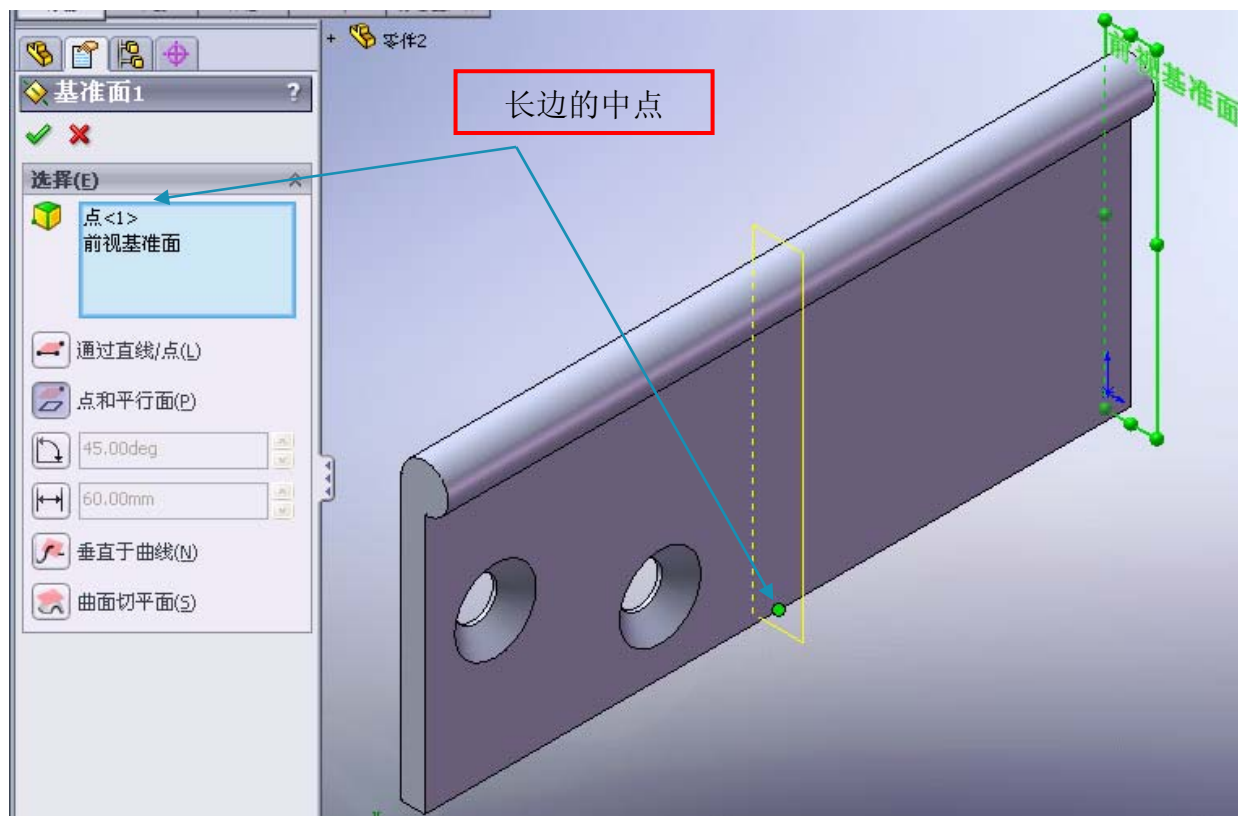 零件2
基准面1 ?
长边的中点
选择(E)
点<1>
前视基准面
通过直线/点(L)
点和平行面(P)
45.00deg
60.00mm
垂直于曲线(N)
曲面切平面(S)
前视基准面